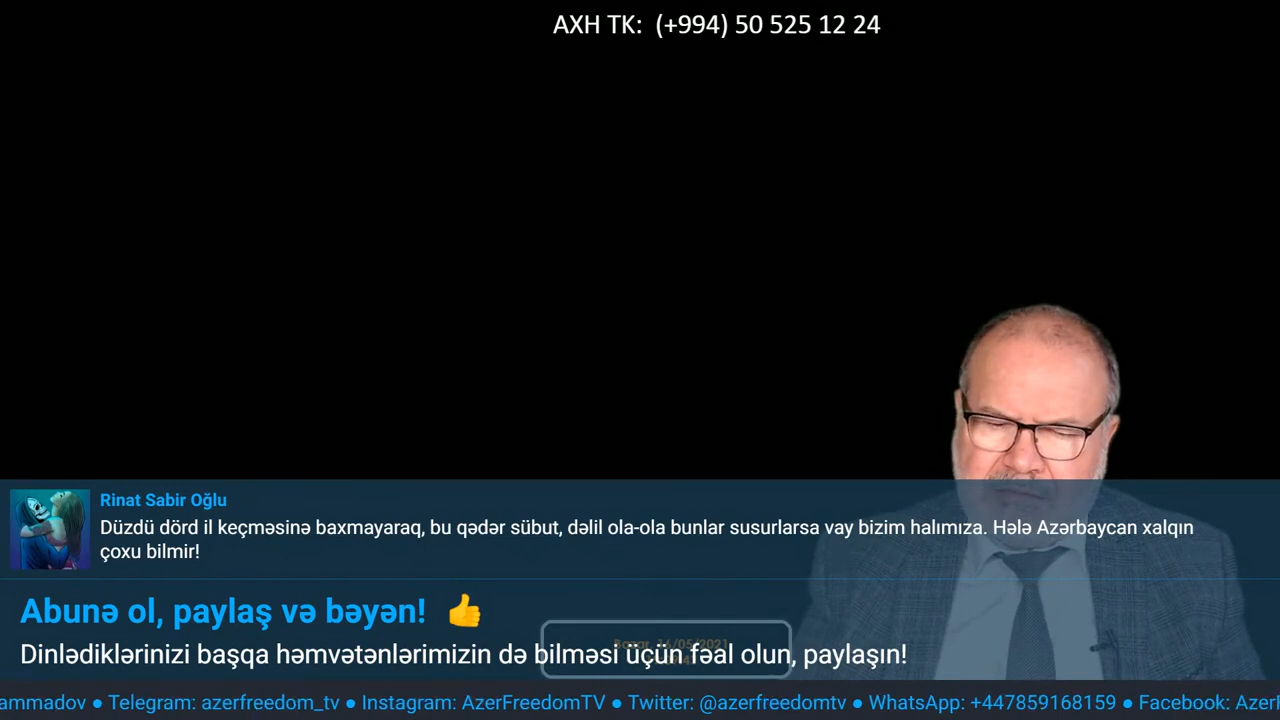 AXH TK: (+994) 50 525 12 24
Rinat Sabir Oğlu
Düzdü dörd il keçməsinə baxmayaraq, bu qədər sübut, dəlil ola-ola bunlar susurlarsa vay bizim halımıza. Hələ Azərbaycan xalqın
çoxu bilmir!
Abunə ol, paylaş və bəyən! 👍
Dinlədiklərinizi başqa həmvətənlərimizin də bilməsi üçün fəal olun, paylaşın!
ammadov ● Telegram: azerfreedom_tv ● Instagram: AzerFreedomTV ● Twitter: @azerfreedomtv ● WhatsApp: +447859168159 ● Facebook: Azeri